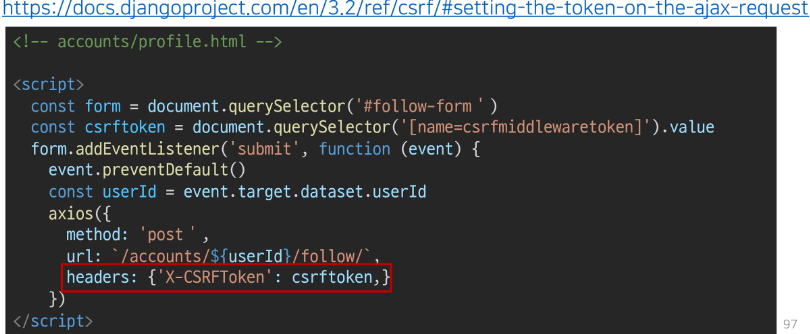 https://docs.djangoproject.com/en/3.2/ref/csrf/#setting-the-token-on-the-ajax-request
<!-- accounts/profile.html -->
<script>
const form = document.querySelector('#follow-form ' )
const csrftoken = document.querySelector('[name=csrfmiddlewaretoken]').value
form.addEventListener('submit', function (event) {
event.preventDefault()
const userId = event.target.dataset.userId
axios({
method: 'post ' ,
url: `/accounts/${userId}/follow/`,
headers: {'X-CSRFToken': csrftoken,}
})
</script>
97